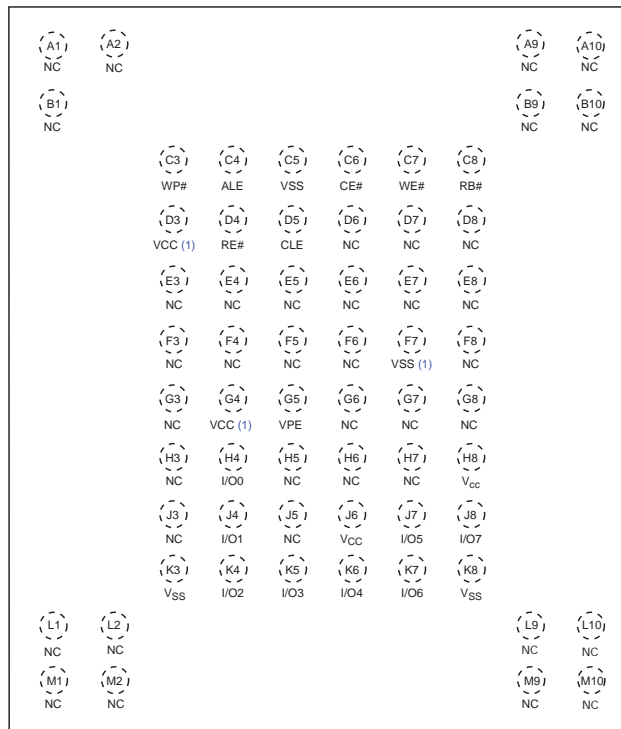 A1 A2 A9 A10
NC NC NC NC
B1 B9 B10
NC NC NC
C3 C4 C5 C6 C7 C8
WP# ALE VSS CE# WE# RB#
D3 D4 D5 D6 D7 D8
VCC (1) RE# CLE NC NC NC
E3 E4 E5 E6 E7 E8
NC NC NC NC NC NC
F3 F4 F5 F6 F7 F8
NC NC NC NC VSS (1) NC
G3 G4 G5 G6 G7 G8
NC VCC (1) VPE NC NC NC
H3 H4 H5 H6 H7 H8
NC I/O0 NC NC NC Vcc
J3 J4 J5 J6 J7 J8
NC I/O1 NC VCC I/O5 I/O7
K3 K4 K5 K6 K7 K8
VSS I/O2 I/O3 I/O4 I/O6 VSS
L1 L2 L9 L10
NC NC NC NC
M1 M2 M9 M10
NC NC NC NC